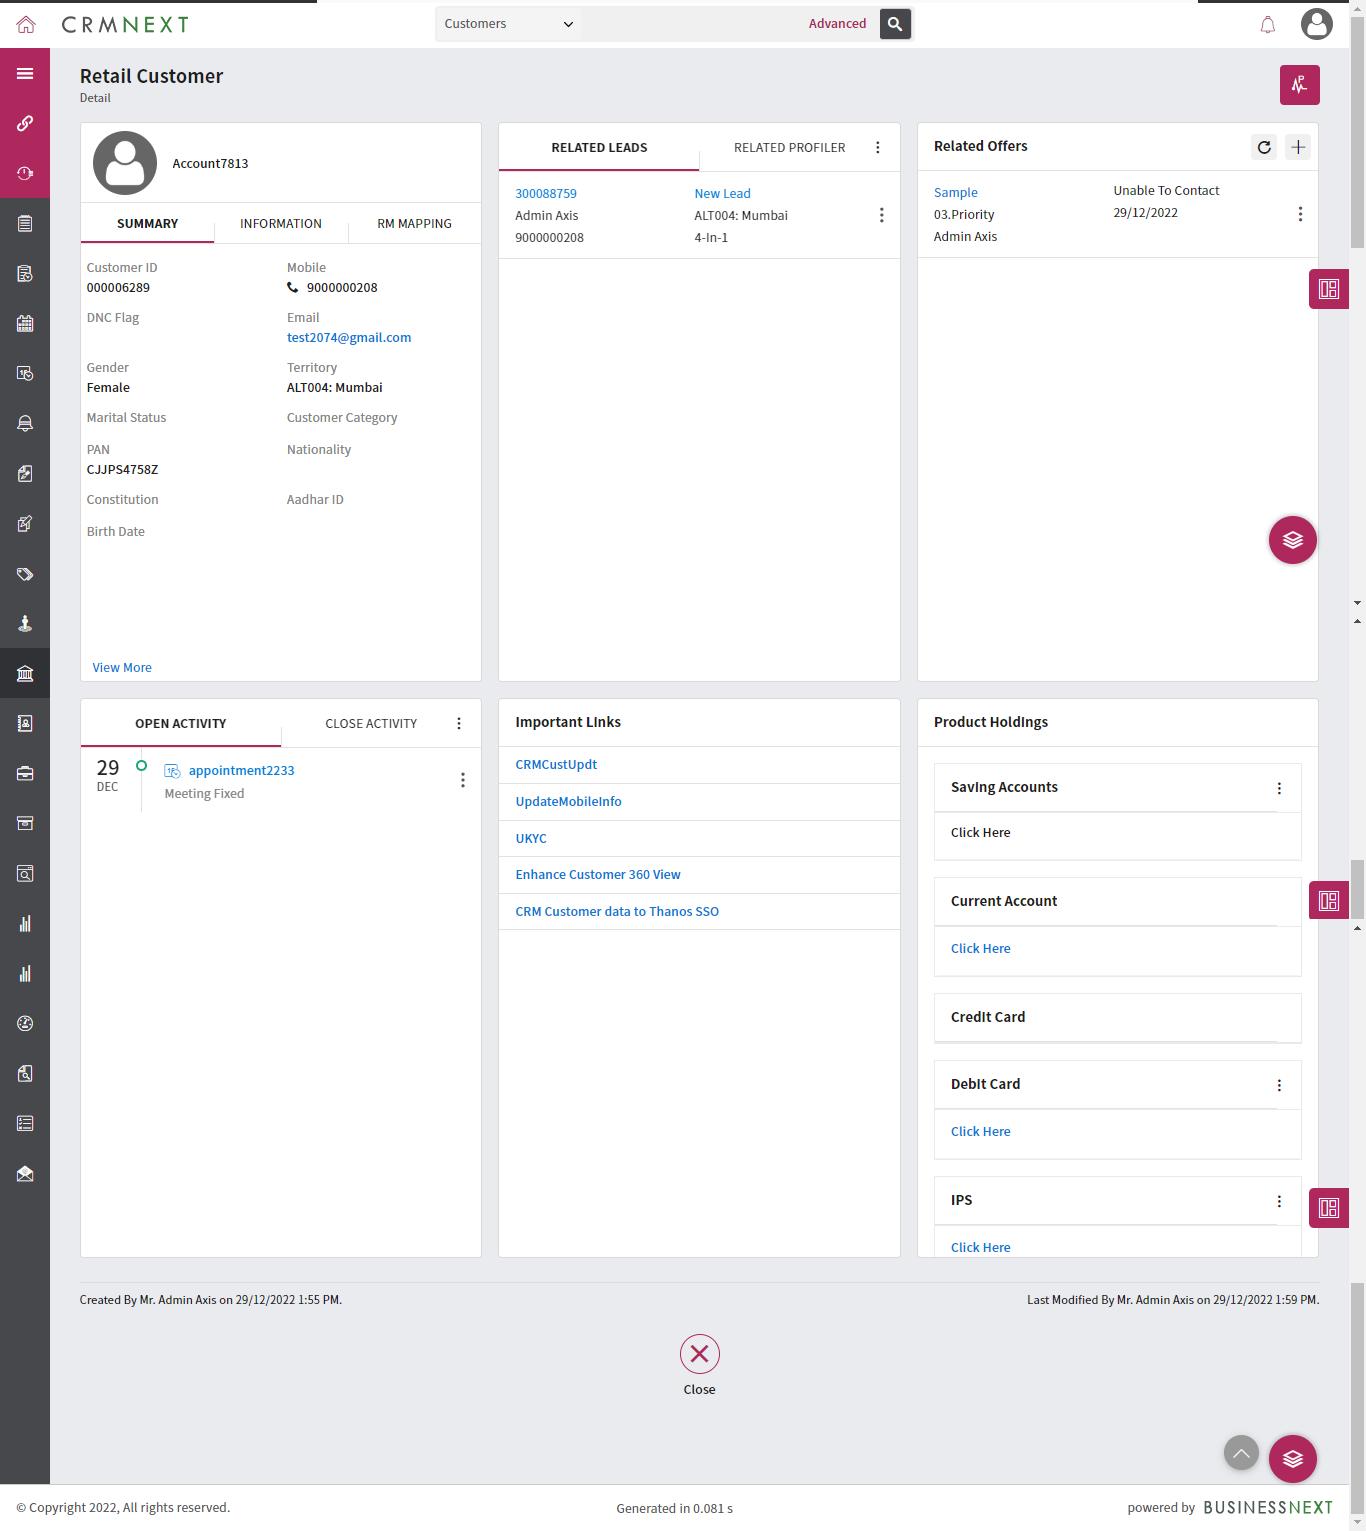 CRMNEXT
Customers
Advanced
Retail Customer
Detail
Account7813
SUMMARY
INFORMATION
RM MAPPING
Customer ID
000006289
Mobile
9000000208
DNC Flag
Email
test2074@gmail.com
Gender
Female
Territory
ALT004: Mumbai
Marital Status
Customer Category
PAN
CJJPS4758Z
Nationality
Constitution
Aadhar ID
Birth Date
View More
RELATED LEADS
RELATED PROFILER
300088759
New Lead
Admin Axis
ALT004: Mumbai
9000000208
4-In-1
Related Offers
Sample
Unable To Contact
03.Priority
29/12/2022
Admin Axis
OPEN ACTIVITY
CLOSE ACTIVITY
29
DEC
appointment2233
Meeting Fixed
Important Links
CRMCustUpdt
UpdateMobileInfo
UKYC
Enhance Customer 360 View
CRM Customer data to Thanos SSO
Product Holdings
Saving Accounts
Click Here
Current Account
Click Here
Credit Card
Debit Card
Click Here
IPS
Click Here
Created By Mr. Admin Axis on 29/12/2022 1:55 PM.
Last Modified By Mr. Admin Axis on 29/12/2022 1:59 PM.
Close
© Copyright 2022, All rights reserved.
Generated in 0.081 s
powered by BUSINESSNEXT